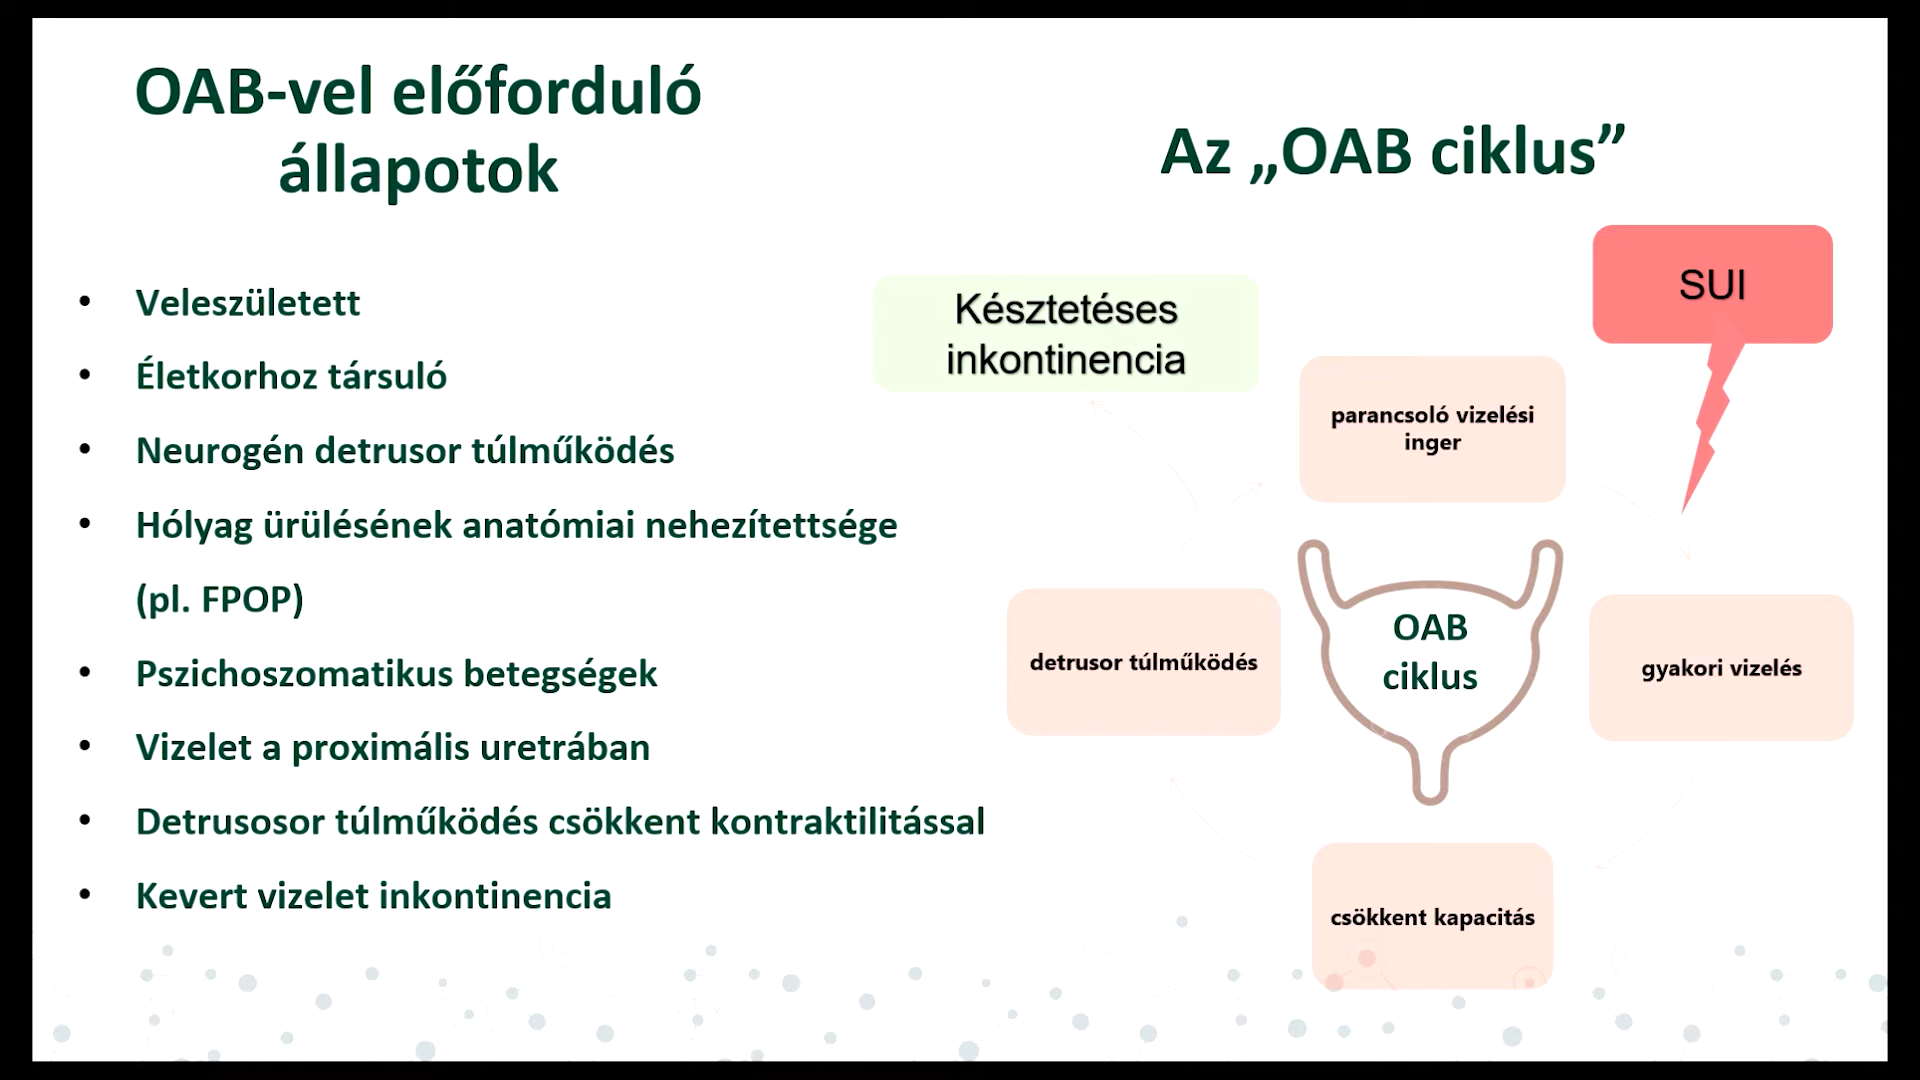 OAB-vel előforduló
állapotok
Veleszületett
Életkorhoz társuló
Neurogén detrusor túlműködés
Hólyag ürülésének anatómiai nehezítettsége
(pl. FPOP)
Pszichoszomatikus betegségek
Vizelet a proximális uretrában
Detrusosor túlműködés csökkent kontraktilitással
Kevert vizelet inkontinencia
Az „OAB ciklus”
SUI
Késztetéses
inkontinencia
parancsoló vizelési
inger
detrusor túlműködés
OAB
ciklus
gyakori vizelés
csökkent kapacitás